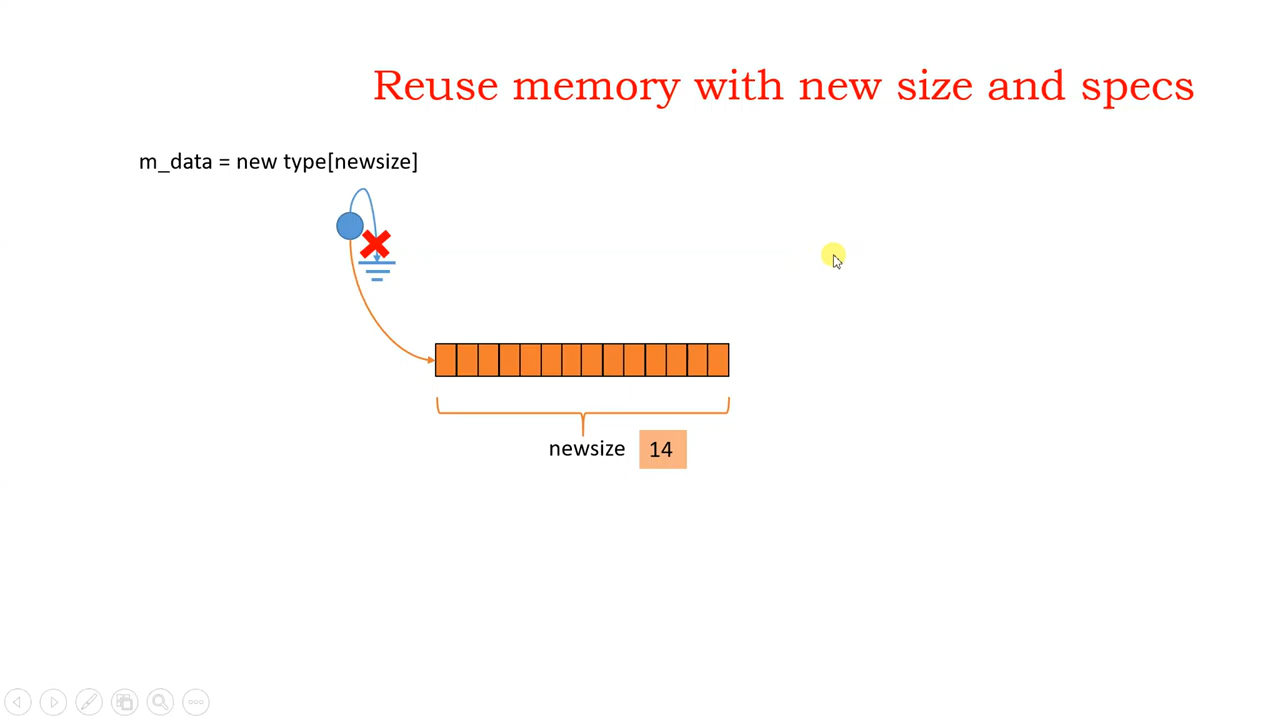 Reuse memory with new size and specs
m_data = new type[newsize]
newsize 14